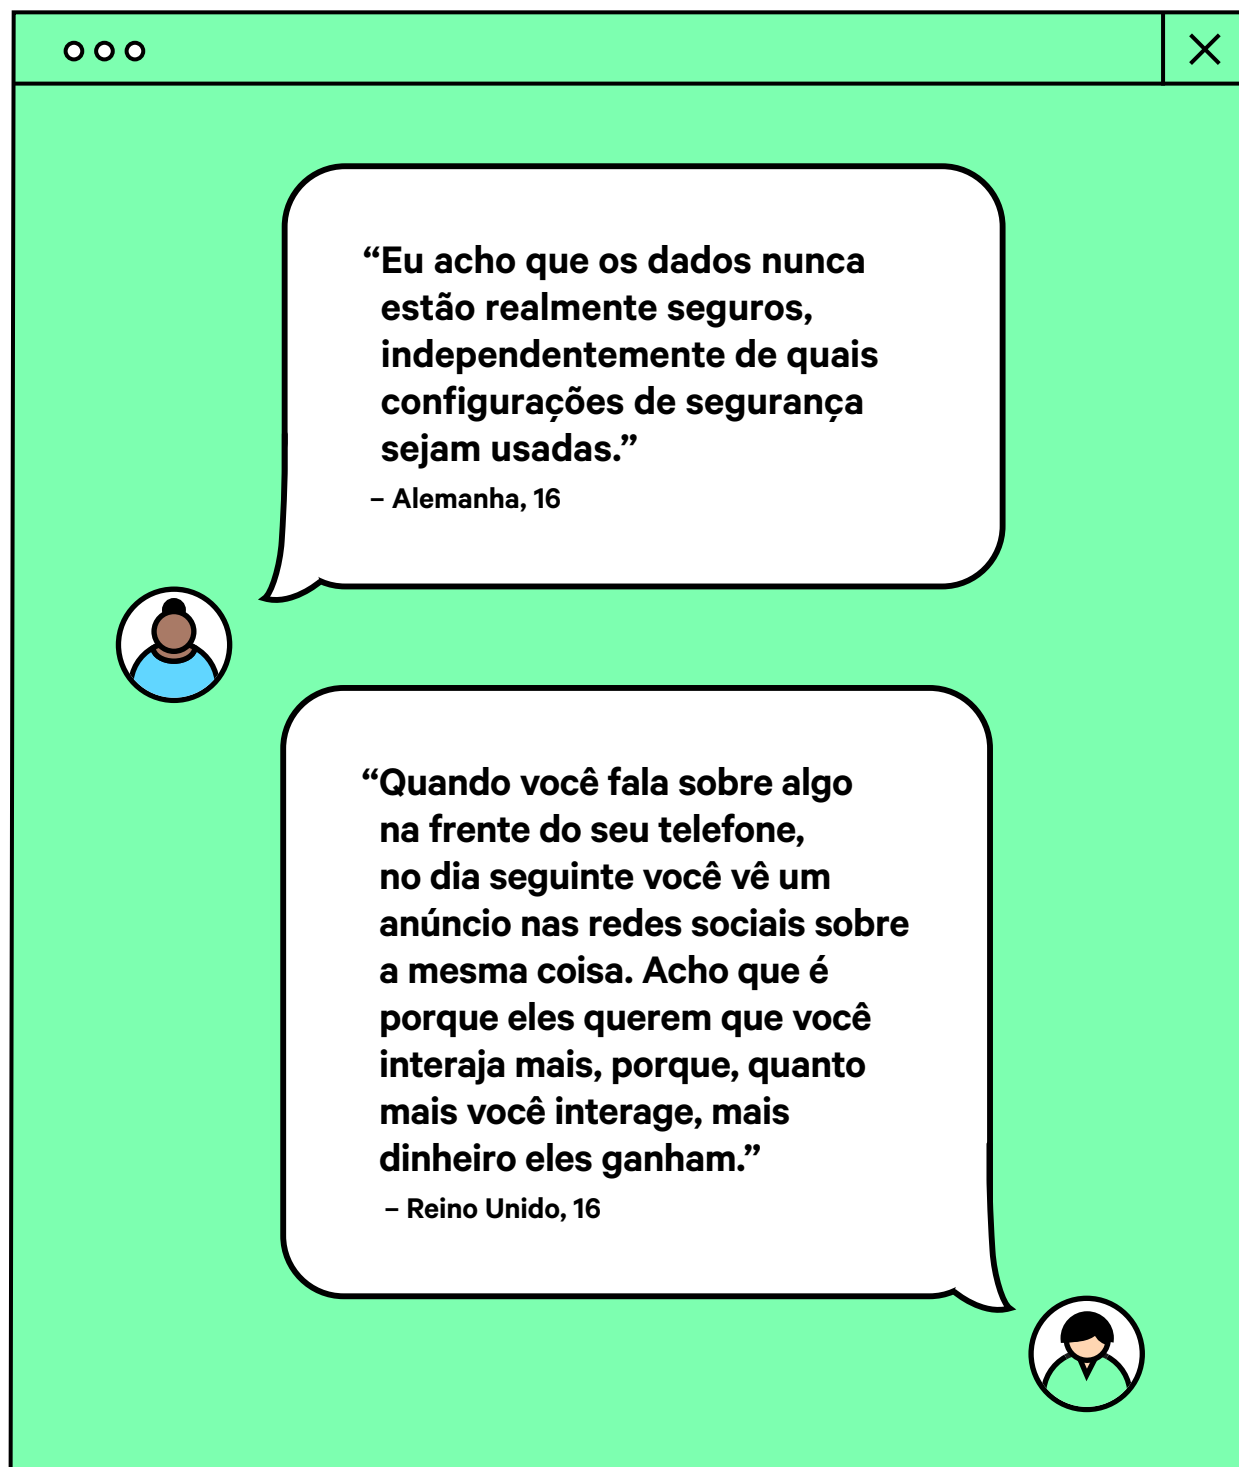 “Eu acho que os dados nunca
estão realmente seguros,
independentemente de quais
configurações de segurança
sejam usadas.”
– Alemanha, 16
“Quando você fala sobre algo
na frente do seu telefone,
no dia seguinte você vê um
anúncio nas redes sociais sobre
a mesma coisa. Acho que é
porque eles querem que você
interaja mais, porque, quanto
mais você interage, mais
dinheiro eles ganham.”
– Reino Unido, 16